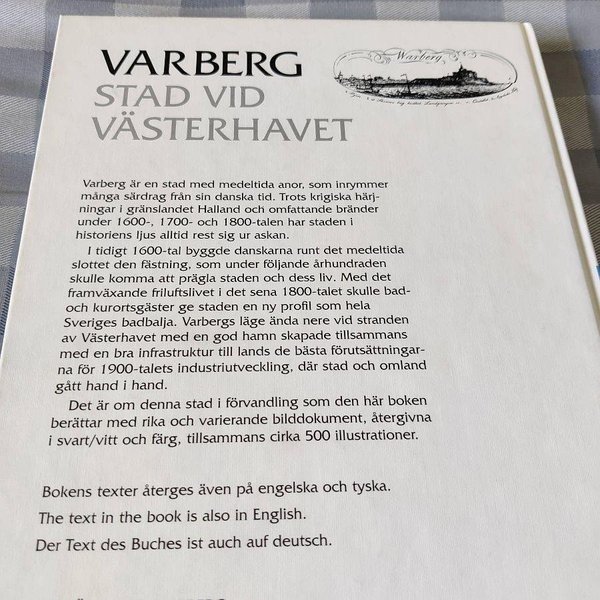 VARBERG
STAD VID
VÄSTERHAVET
Warberg
Varberg är en stad med medeltida anor, som inrymmer
många särdrag från sin danska tid. Trots krigiska härj-
ningar i gränslandet Halland och omfattande bränder
under 1600-, 1700- och 1800-talen har staden i
historiens ljus alltid rest sig ur askan.
I tidigt 1600-tal byggde danskarna runt det medeltida
slottet den fästning, som under följande århundraden
skulle komma att prägla staden och dess liv. Med det
framväxande friluftslivet i det sena 1800-talet skulle bad-
och kurortsgäster ge staden en ny profil som hela
Sveriges badbalja. Varbergs läge ända nere vid stranden
av Västerhavet med en god hamn skapade tillsammans
med en bra infrastruktur till lands de bästa förutsättningar-
na för 1900-talets industriutveckling, där stad och omland
gått hand i hand.
Det är om denna stad i förvandling som den här boken
berättar med rika och varierande bilddokument, återgivna
i svart/vitt och färg, tillsammans cirka 500 illustrationer.
Bokens texter återges även på engelska och tyska.
The text in the book is also in English.
Der Text des Buches ist auch auf deutsch.